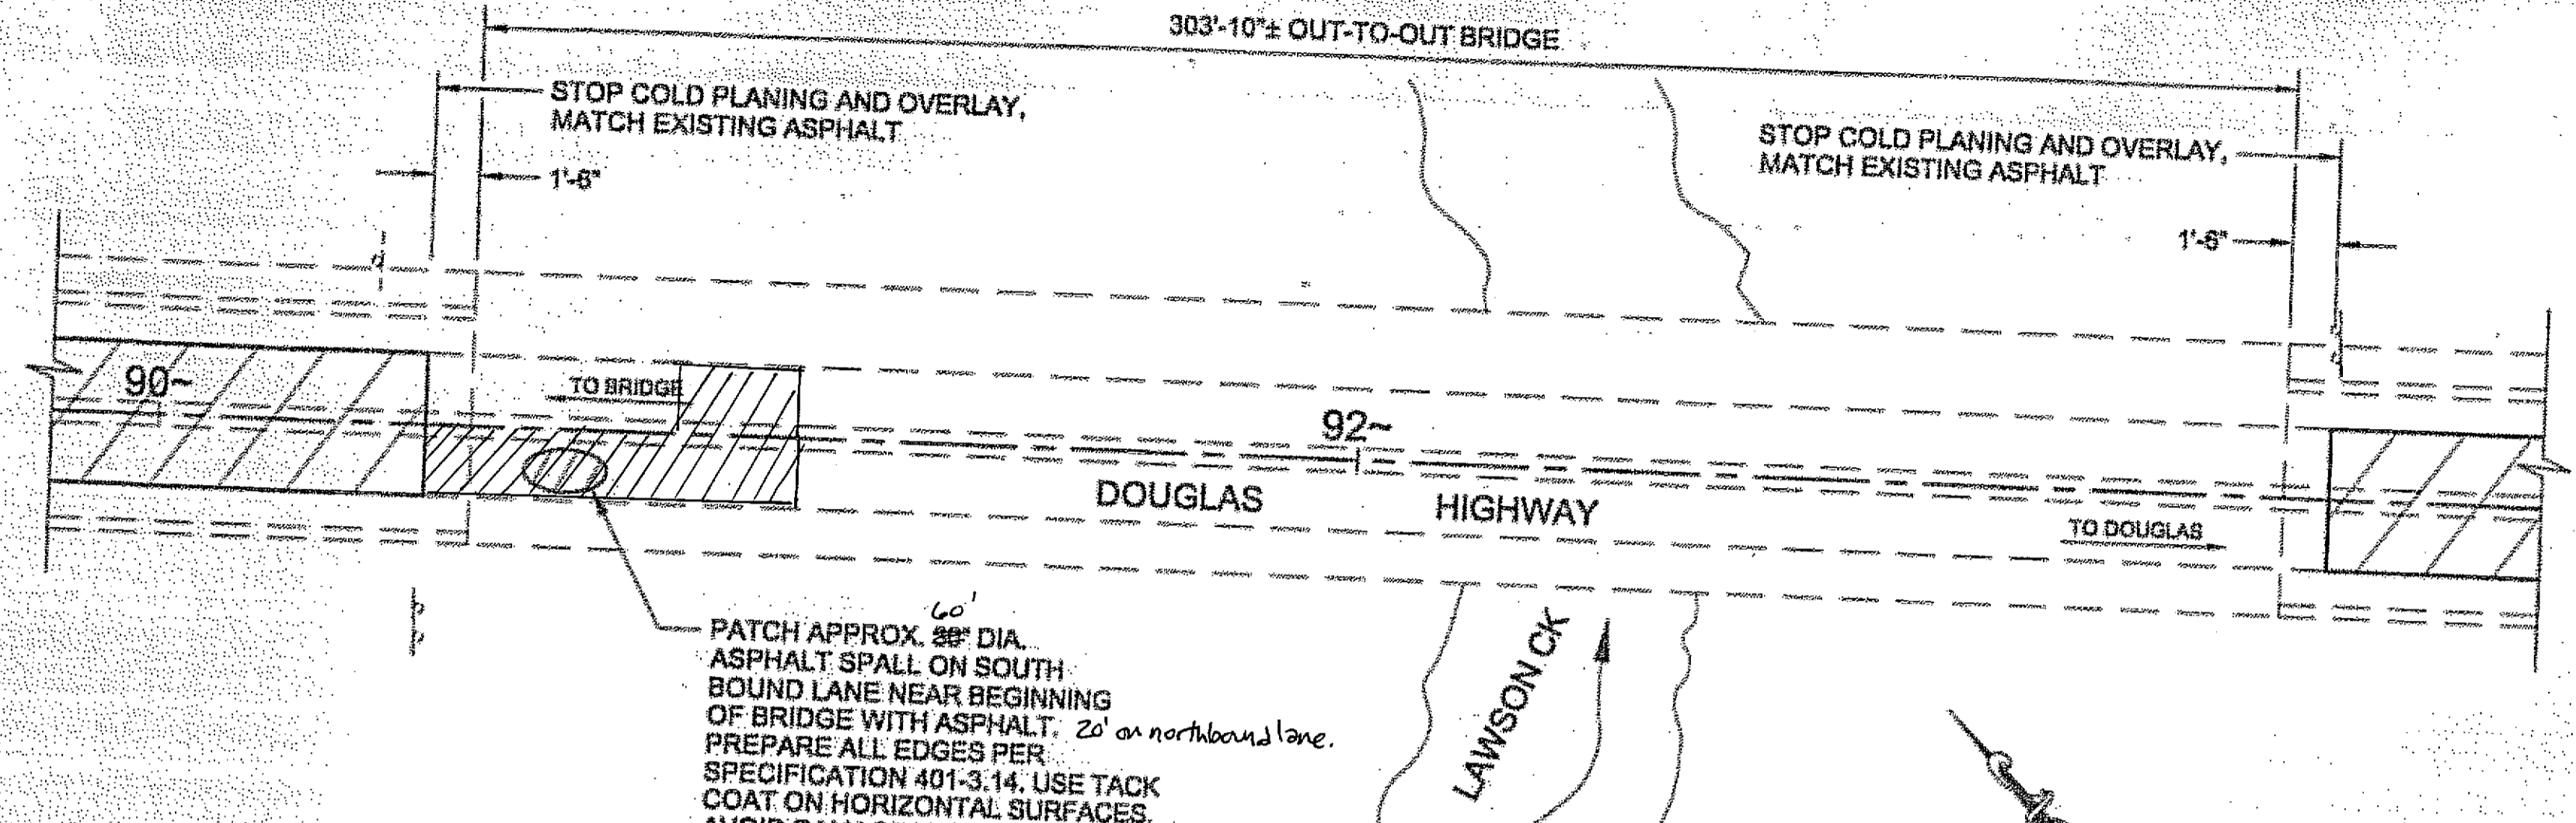 303'-10"± OUT-TO-OUT BRIDGE
STOP COLD PLANING AND OVERLAY,
MATCH EXISTING ASPHALT
1'-6"
STOP COLD PLANING AND OVERLAY,
MATCH EXISTING ASPHALT
1'-6"
90~
TO BRIDGE
92~
DOUGLAS HIGHWAY
TO DOUGLAS
60'
PATCH APPROX. DIA.
ASPHALT SPALL ON SOUTH
BOUND LANE NEAR BEGINNING
OF BRIDGE WITH ASPHALT. 20' on northbound lane.
PREPARE ALL EDGES PER
SPECIFICATION 401-3.14. USE TACK
COAT ON HORIZONTAL SURFACES.
LAWSON CK